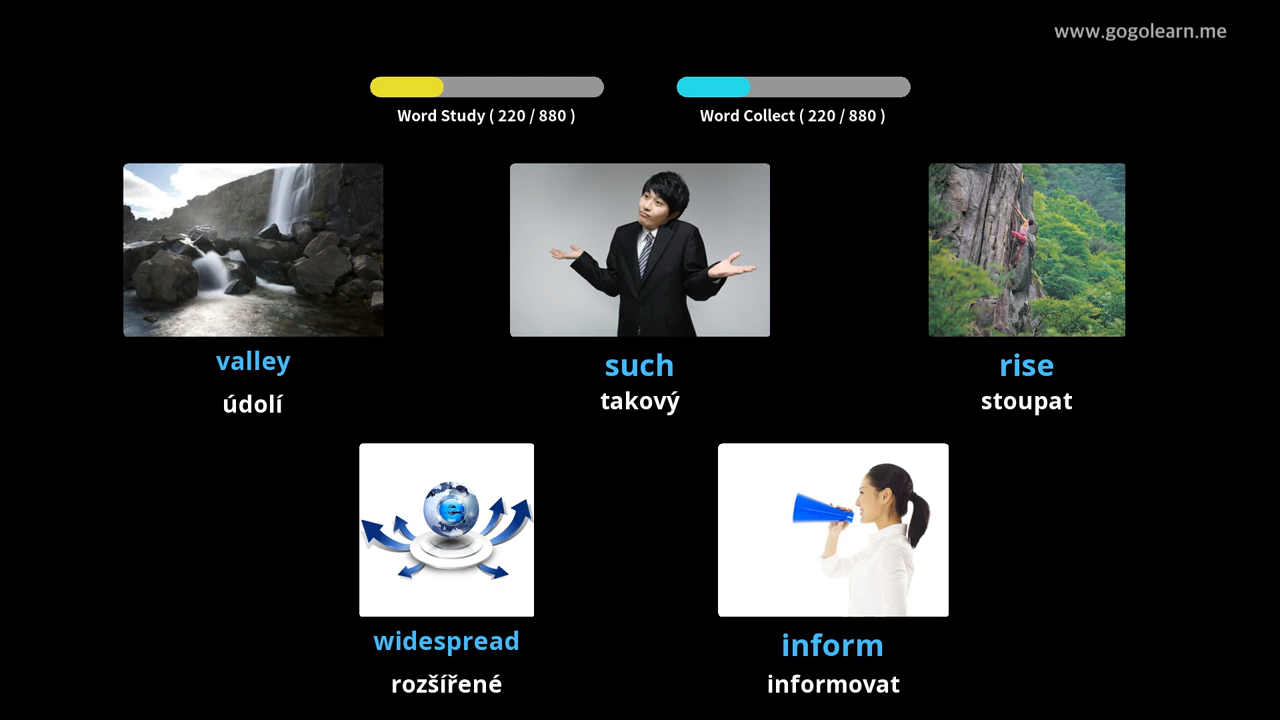 www.gogolearn.me
Word Study ( 220 / 880 )
Word Collect ( 220 / 880 )
valley
údolí
such
takový
rise
stoupat
e
widespread
rozšířené
inform
informovat